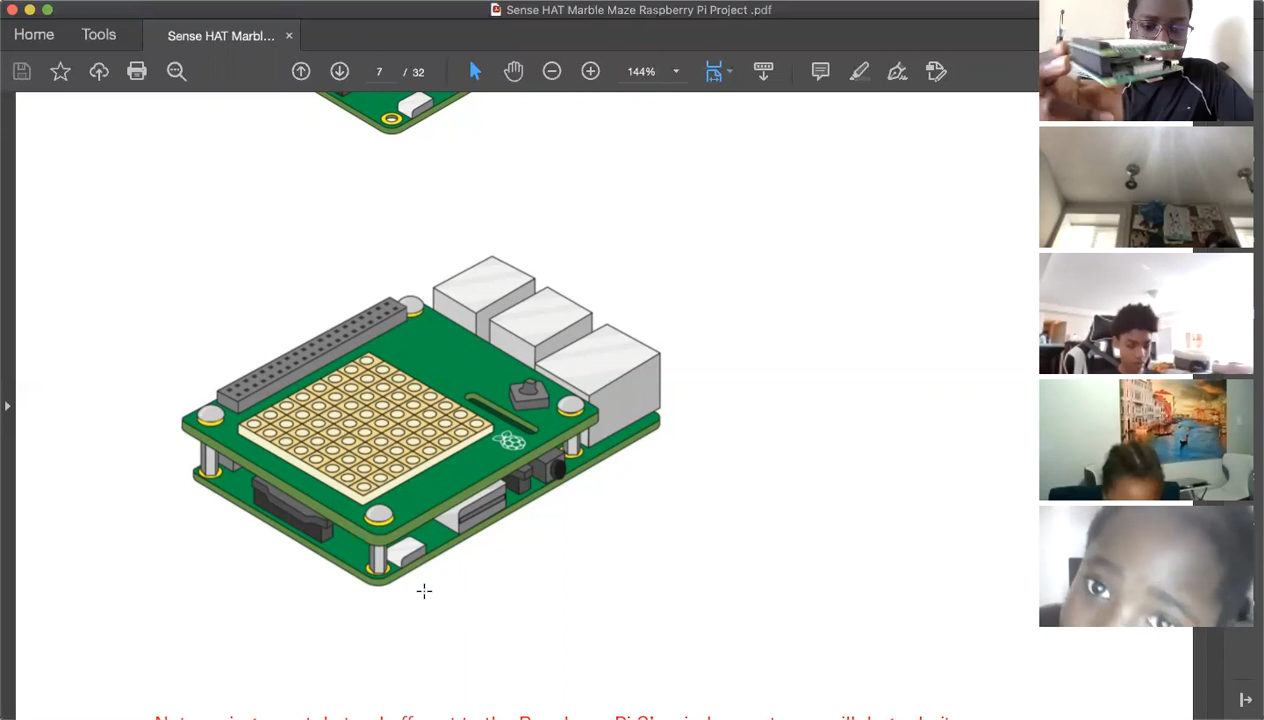 Sense HAT Marble Maze Raspberry Pi Project .pdf
Home Tools Sense HAT Marbl... ×
7 / 32 144%